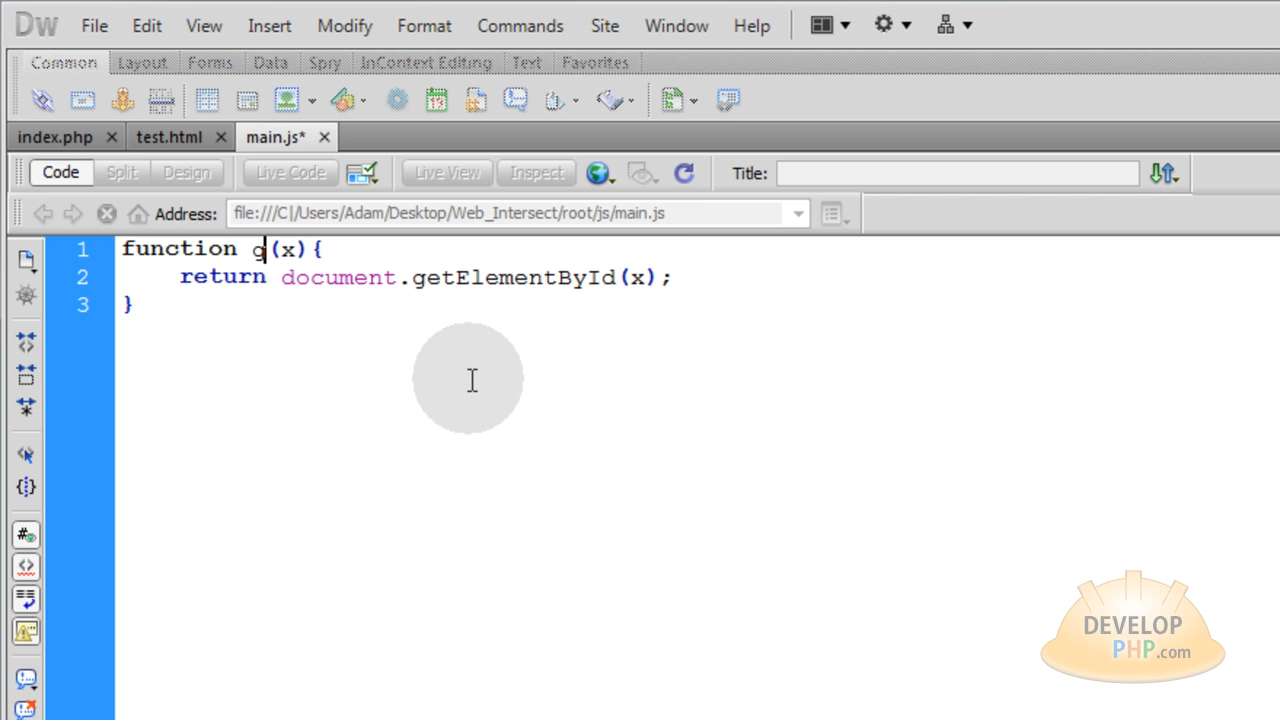 Dw File Edit View Insert Modify Format Commands Site Window Help
Common Layout Forms Data Spry InContext Editing Text Favorites
index.php test.html main.js*
Code Split Design Live Code Live View Inspect Title:
Address: file:///C|/Users/Adam/Desktop/Web_Intersect/root/js/main.js
1 function g(x){
2 return document.getElementById(x);
3 }
DEVELOP
PHP.com